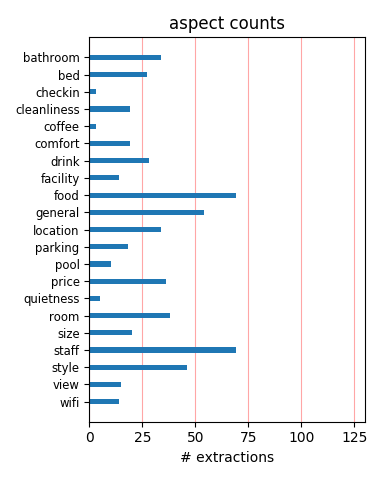 aspect counts
bathroom
bed
checkin
cleanliness
coffee
comfort
drink
facility
food
general
location
parking
pool
price
quietness
room
size
staff
style
view
wifi
0 25 50 75 100 125
# extractions